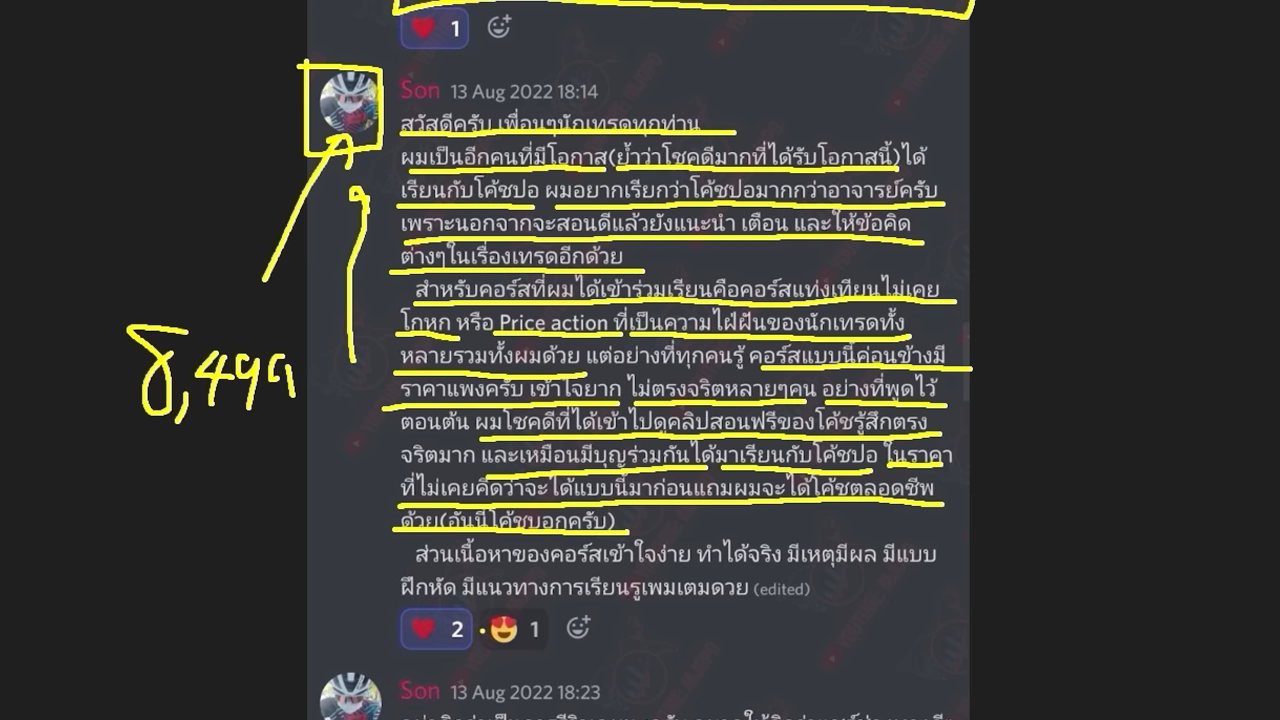 1
Son 13 Aug 2022 18:14
สวัสดีครับ เพื่อนๆนักเทรดทุกท่าน
ผมเป็นอีกคนที่มีโอกาส(ย้ำว่าโชคดีมากที่ได้รับโอกาสนี้)ได้
เรียนกับโค้ชปอ ผมอยากเรียกว่าโค้ชปอมากกว่าอาจารย์ครับ
เพราะนอกจากจะสอนดีแล้วยังแนะนำ เตือน และให้ข้อคิด
ต่างๆในเรื่องเทรดอีกด้วย
สำหรับคอร์สที่ผมได้เข้าร่วมเรียนคือคอร์สแท่งเทียนไม่เคย
โกหก หรือ Price action ที่เป็นความไฝ่ฝันของนักเทรดทั้ง
หลายรวมทั้งผมด้วย แต่อย่างที่ทุกคนรู้ คอร์สแบบนี้ค่อนข้างมี
ราคาแพงครับ เข้าใจยาก ไม่ตรงจริตหลายๆคน อย่างที่พูดไว้
ตอนต้น ผมโชคดีที่ได้เข้าไปดูคลิปสอนฟรีของโค้ชรู้สึกตรง
จริตมาก และเหมือนมีบุญร่วมกันได้มาเรียนกับโค้ชปอ ในราคา
ที่ไม่เคยคิดว่าจะได้แบบนี้มาก่อนแถมผมจะได้โค้ชตลอดชีพ
ด้วย(อันนี้โค้ชบอกครับ)
ส่วนเนื้อหาของคอร์สเข้าใจง่าย ทำได้จริง มีเหตุมีผล มีแบบ
ฝึกหัด มีแนวทางการเรียนรู้เพิ่มเติมด้วย (edited)
2 1
Son 13 Aug 2022 18:23